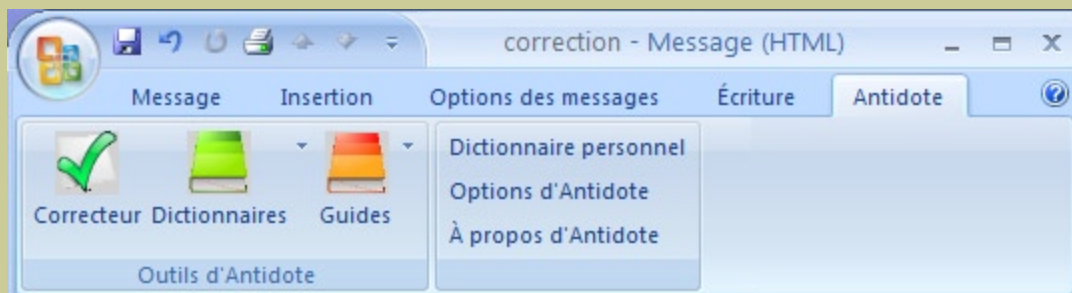 correction - Message (HTML)
Message Insertion Options des messages Écriture Antidote
Correcteur Dictionnaires Guides
Outils d'Antidote
Dictionnaire personnel
Options d'Antidote
À propos d'Antidote